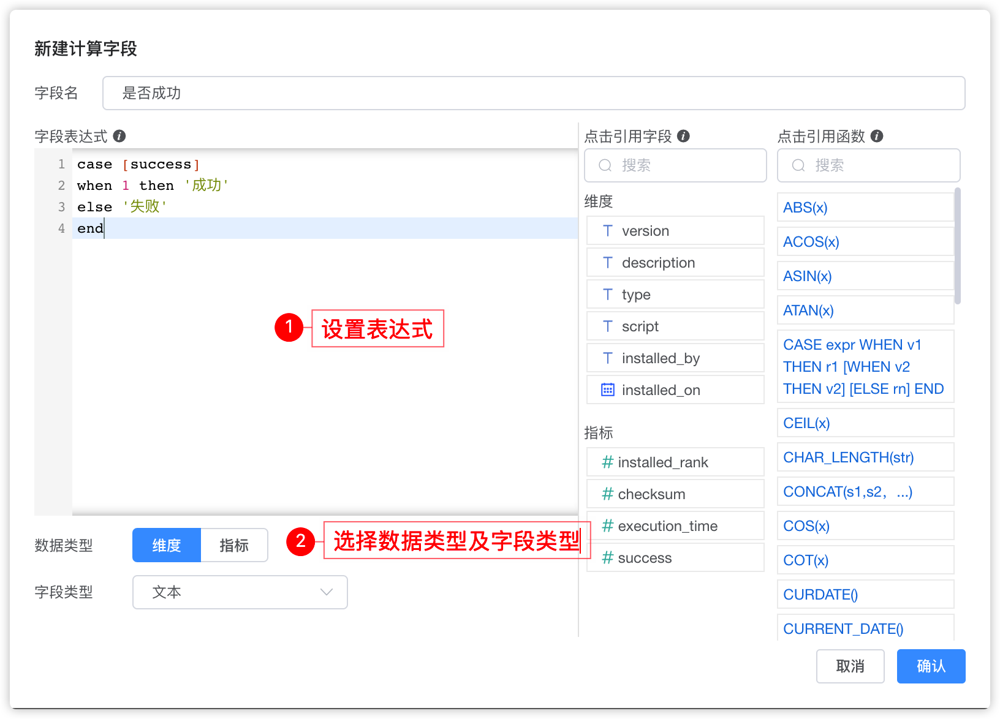 新建计算字段
字段名
是否成功
字段表达式
1 case [success]
2 when 1 then '成功'
3 else '失败'
4 end
1 设置表达式
数据类型
维度
指标
2 选择数据类型及字段类型
字段类型
文本
点击引用字段
搜索
维度
version
description
type
script
installed_by
installed_on
指标
installed_rank
checksum
execution_time
success
点击引用函数
搜索
ABS(x)
ACOS(x)
ASIN(x)
ATAN(x)
CASE expr WHEN v1
THEN r1 [WHEN v2
THEN v2] [ELSE rn] END
CEIL(x)
CHAR_LENGTH(str)
CONCAT(s1,s2，...)
COS(x)
COT(x)
CURDATE()
CURRENT_DATE()
取消
确认